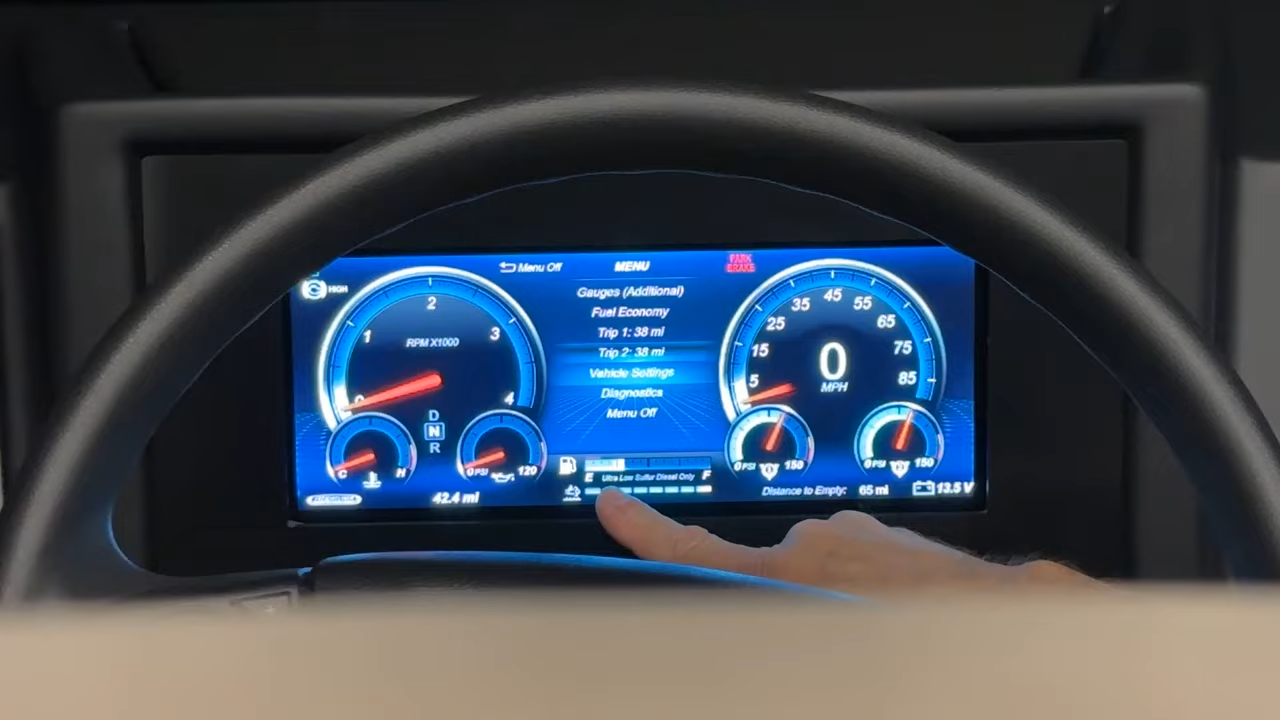 Menu Off
MENU
PARK
BRAKE
HIGH
Gauges (Additional)
Fuel Economy
Trip 1: 38 mi
Trip 2: 38 mi
Vehicle Settings
Diagnostics
Menu Off
0 1 2 3 4
RPM X1000
D
N
R
C H
0 PSI 120
5 15 25 35 45 55 65 75 85
0
MPH
0 PSI 1 150
0 PSI 2 150
E Ultra Low Sulfur Diesel Only F
42.4 mi
Distance to Empty: 65 mi
13.5 V